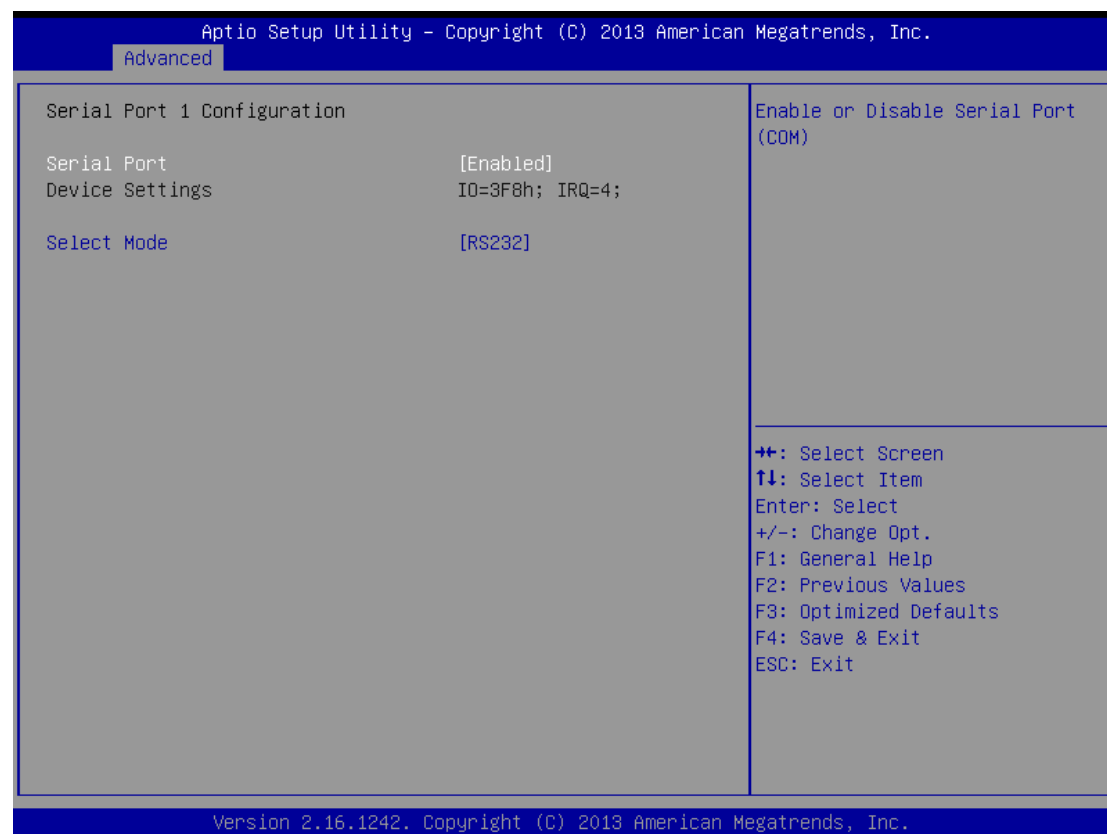 Aptio Setup Utility – Copyright (C) 2013 American Megatrends, Inc.
Advanced
Serial Port 1 Configuration
Serial Port [Enabled]
Device Settings IO=3F8h; IRQ=4;
Select Mode [RS232]
Enable or Disable Serial Port
(COM)
→←: Select Screen
↑↓: Select Item
Enter: Select
+/-: Change Opt.
F1: General Help
F2: Previous Values
F3: Optimized Defaults
F4: Save & Exit
ESC: Exit
Version 2.16.1242. Copyright (C) 2013 American Megatrends, Inc.